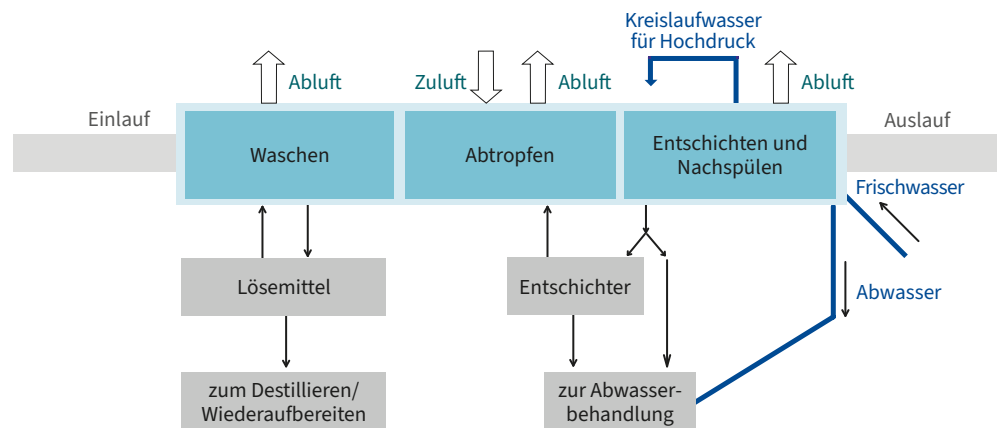 Kreislaufwasser
für Hochdruck
Abluft
Zuluft
Abluft
Abluft
Einlauf
Auslauf
Waschen
Abtropfen
Entschichten und
Nachspülen
Frischwasser
Lösemittel
Entschichter
Abwasser
zum Destillieren/
Wiederaufbereiten
zur Abwasser-
behandlung